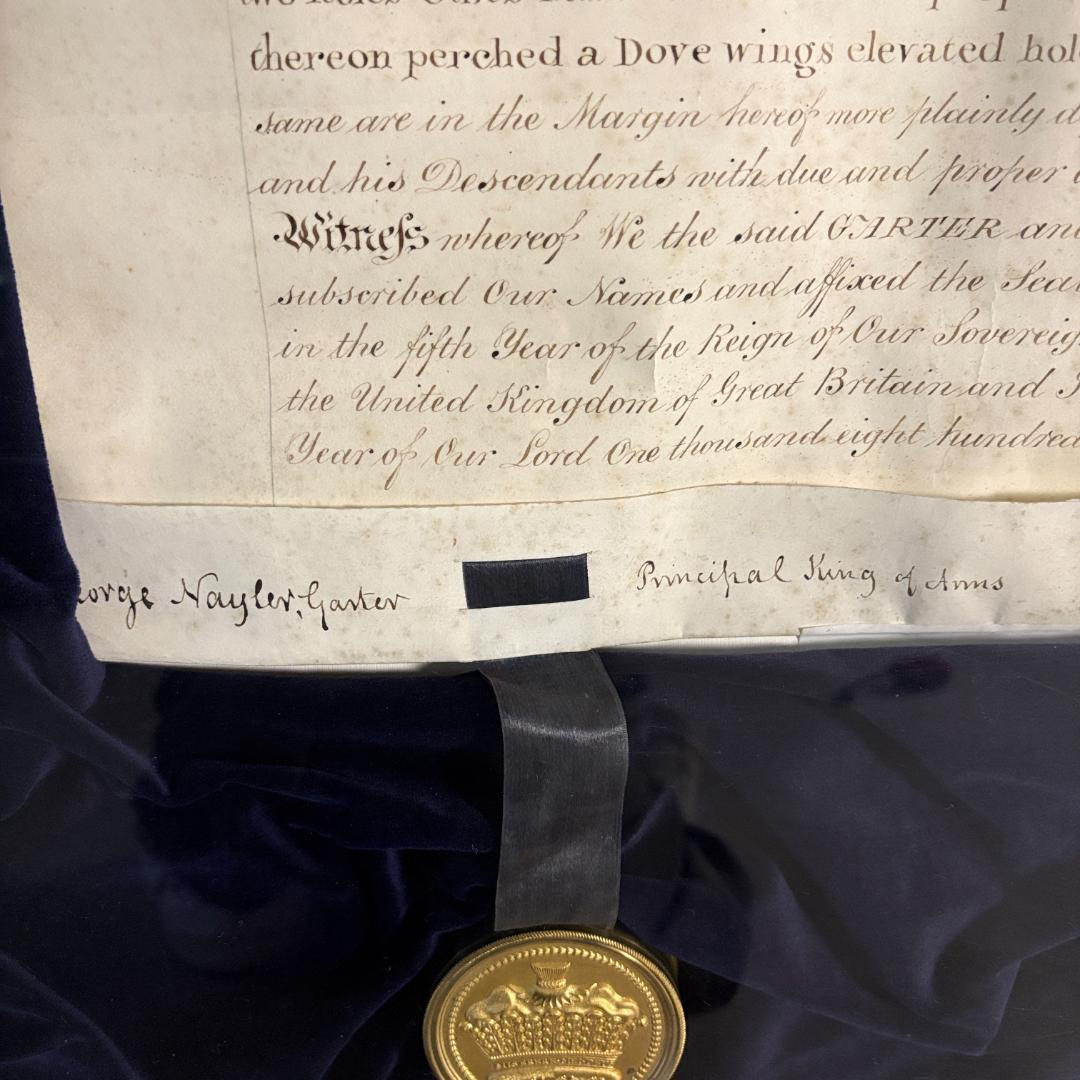 thereon perched a Dove wings elevated
same are in the Margin hereof more plainly
and his Descendants with due and proper
Witneſs whereof We the said GARTER and
subscribed Our Names and affixed the
in the fifth Year of the Reign of Our
the United Kingdom of Great Britain and
Year of Our Lord One thousand eight hundred
Nayler, Garter Principal King of Arms